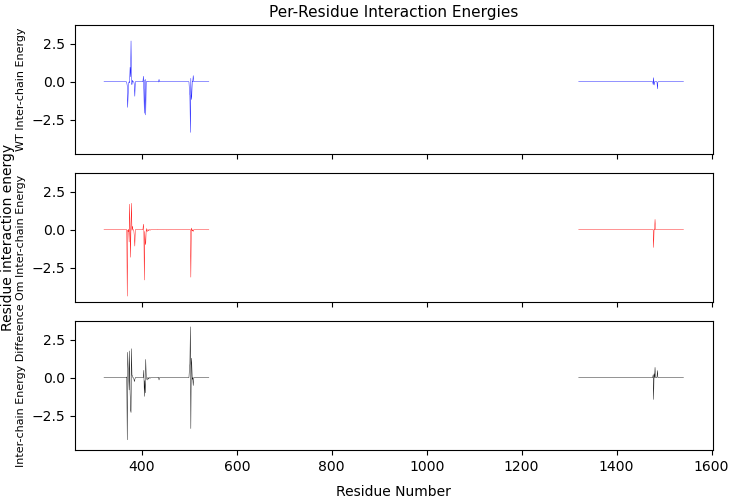 Per-Residue Interaction Energies
WT Inter-chain Energy
2.5
0.0
−2.5
Residue interaction energy
Om Inter-chain Energy
2.5
0.0
−2.5
Inter-chain Energy Difference
2.5
0.0
−2.5
400 600 800 1000 1200 1400 1600
Residue Number